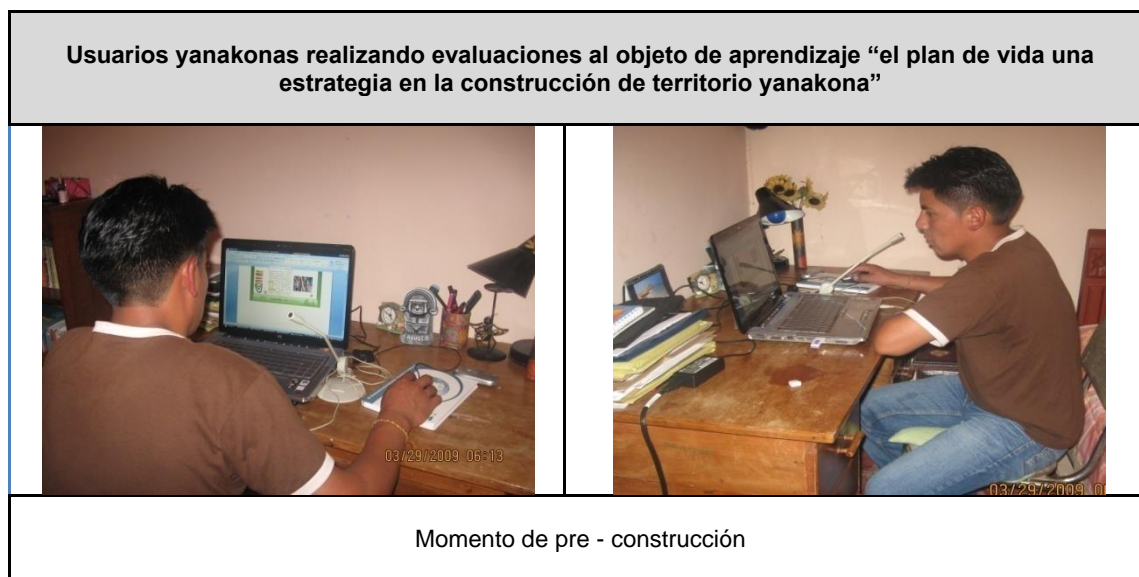 Usuarios yanakonas realizando evaluaciones al objeto de aprendizaje “el plan de vida una
estrategia en la construcción de territorio yanakona”
03/29/2009 06:13
03/29/2009
Momento de pre - construcción